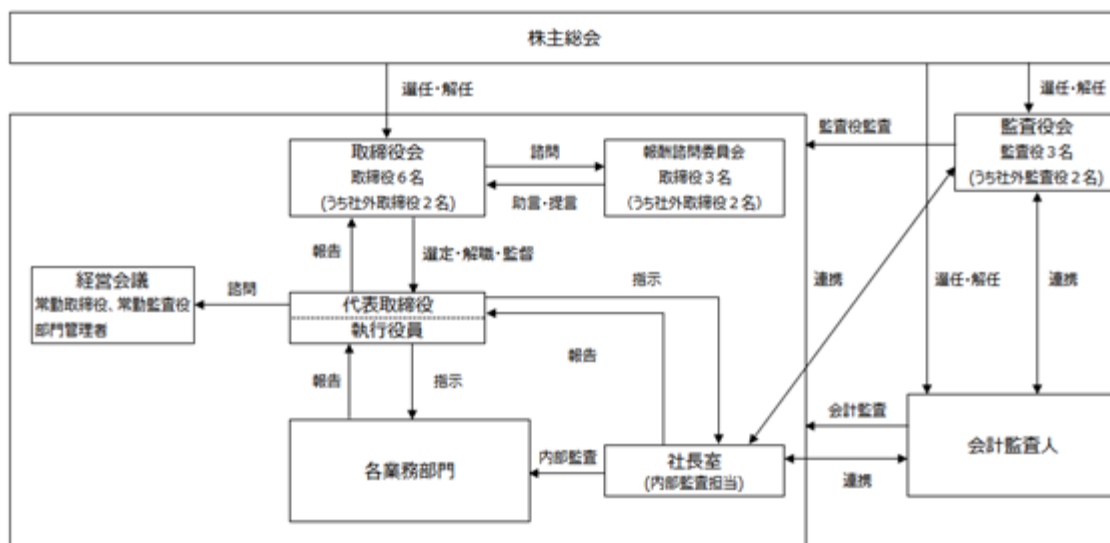 株主総会
選任・解任
選任・解任
監査役監査
監査役会
監査役3名
(うち社外監査役2名)
取締役会
取締役6名
(うち社外取締役2名)
諮問
助言・提言
報酬諮問委員会
取締役3名
(うち社外取締役2名)
報告
選定・解職・監督
指示
連携
選任・解任
連携
経営会議
常勤取締役、常勤監査役
部門管理者
諮問
代表取締役
執行役員
報告
報告
指示
会計監査
会計監査人
各業務部門
内部監査
社長室
(内部監査担当)
連携